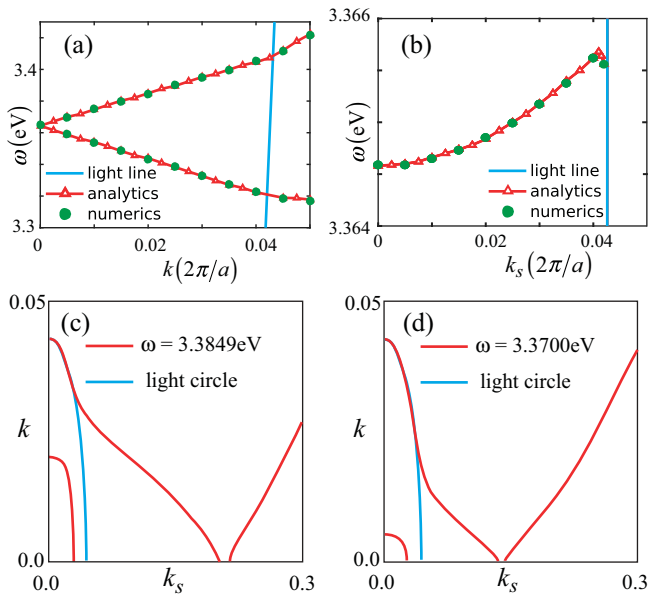 (a)
3.4
ω(eV)
3.3
light line
analytics
numerics
0
0.02
0.04
k(2π/a)
(b)
3.366
ω(eV)
3.364
light line
analytics
numerics
0
0.02
0.04
kₛ(2π/a)
(c)
0.05
ω = 3.3849eV
light circle
k
0.0
0.0
kₛ
0.3
(d)
0.05
ω = 3.3700eV
light circle
k
0.0
0.0
kₛ
0.3